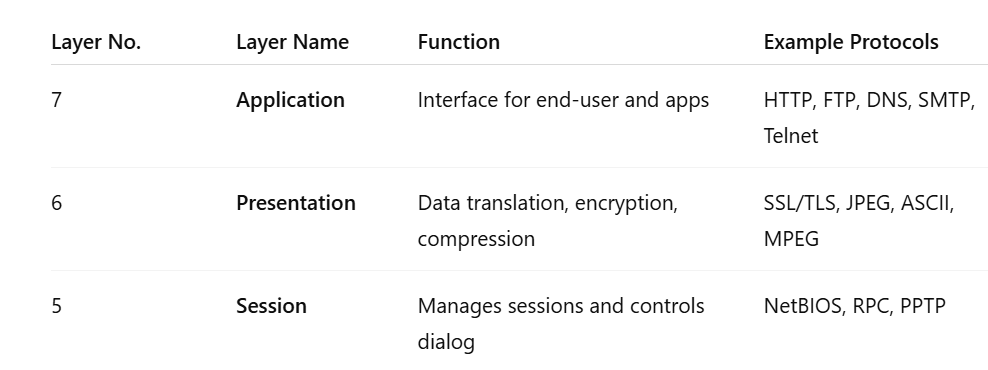 Layer No. Layer Name Function Example Protocols
7 Application Interface for end-user and apps HTTP, FTP, DNS, SMTP,
Telnet
6 Presentation Data translation, encryption, SSL/TLS, JPEG, ASCII,
compression MPEG
5 Session Manages sessions and controls NetBIOS, RPC, PPTP
dialog